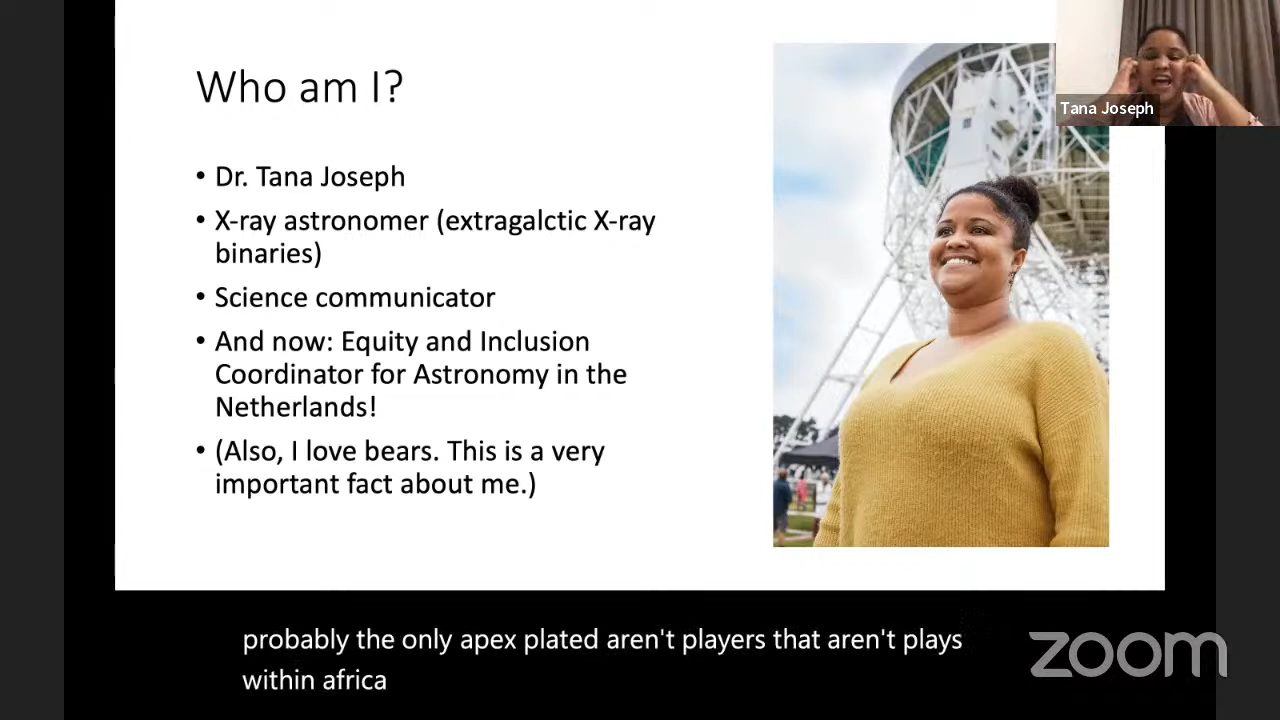 Who am I?
• Dr. Tana Joseph
• X-ray astronomer (extragalctic X-ray
binaries)
• Science communicator
• And now: Equity and Inclusion
Coordinator for Astronomy in the
Netherlands!
• (Also, I love bears. This is a very
important fact about me.)
Tana Joseph
probably the only apex plated aren't players that aren't plays
within africa
zoom